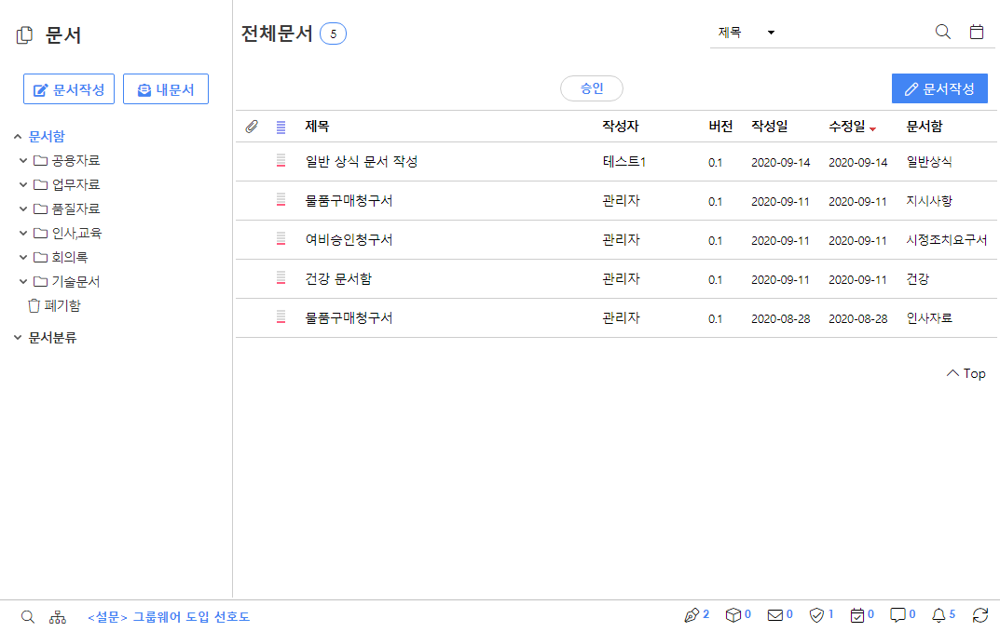 문서
문서작성 내문서
문서함
공용자료
업무자료
품질자료
인사,교육
회의록
기술문서
폐기함
문서분류
전체문서 5
제목
승인
문서작성
제목 작성자 버전 작성일 수정일 문서함
일반 상식 문서 작성 테스트1 0.1 2020-09-14 2020-09-14 일반상식
물품구매청구서 관리자 0.1 2020-09-11 2020-09-11 지시사항
여비승인청구서 관리자 0.1 2020-09-11 2020-09-11 시정조치요구서
건강 문서함 관리자 0.1 2020-09-11 2020-09-11 건강
물품구매청구서 관리자 0.1 2020-08-28 2020-08-28 인사자료
Top
<설문> 그룹웨어 도입 선호도
2 0 0 1 0 0 5